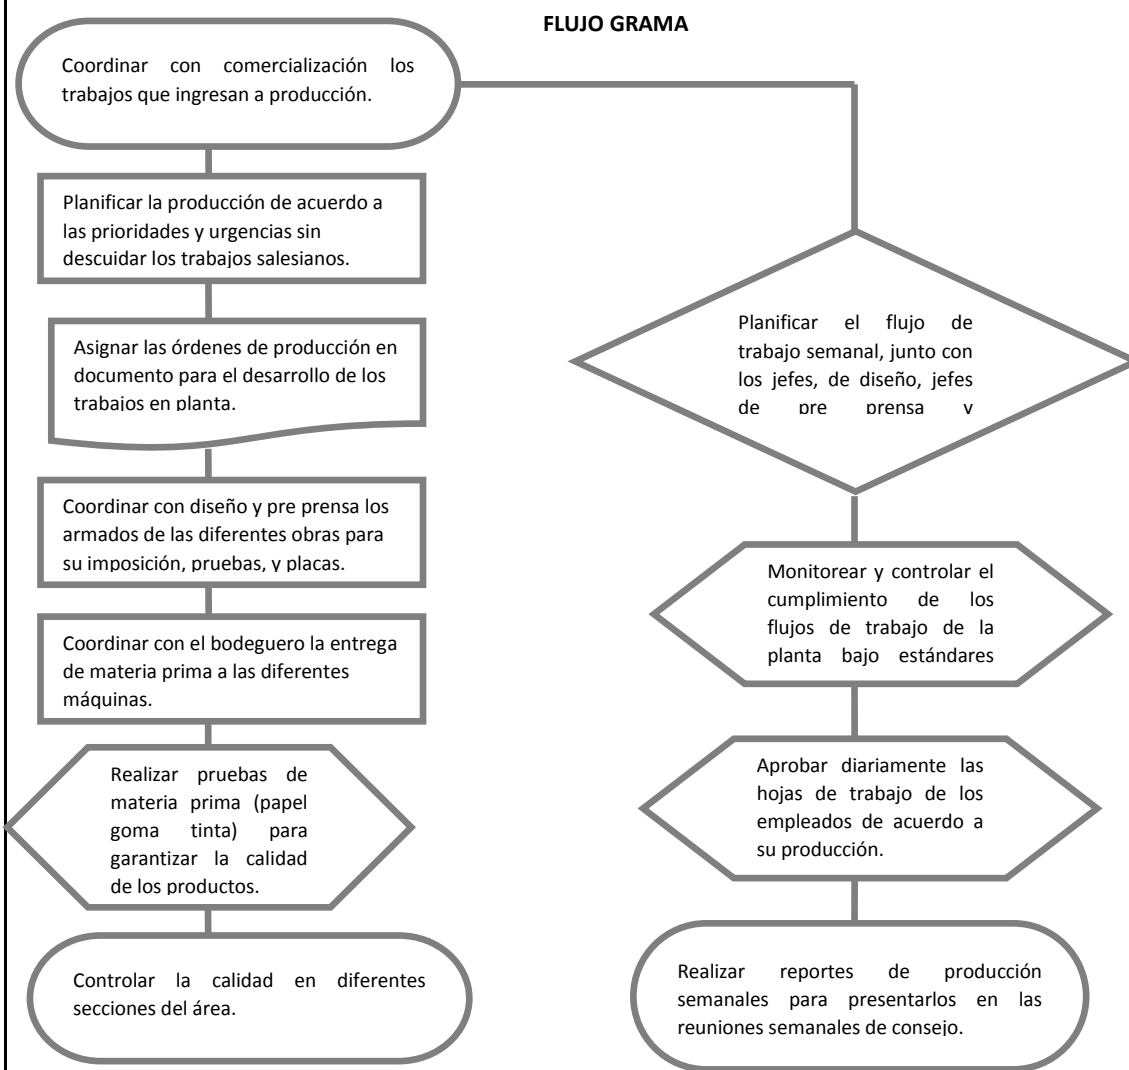 FLUJO GRAMA
Coordinar con comercialización los
trabajos que ingresan a producción.
Planificar la producción de acuerdo a
las prioridades y urgencias sin
descuidar los trabajos salesianos.
Asignar las órdenes de producción en
documento para el desarrollo de los
trabajos en planta.
Coordinar con diseño y pre prensa los
armados de las diferentes obras para
su imposición, pruebas, y placas.
Coordinar con el bodeguero la entrega
de materia prima a las diferentes
máquinas.
Realizar pruebas de
materia prima (papel
goma tinta) para
garantizar la calidad
de los productos.
Controlar la calidad en diferentes
secciones del área.
Planificar el flujo de
trabajo semanal, junto con
los jefes, de diseño, jefes
de pre prensa y
Monitorear y controlar el
cumplimiento de los
flujos de trabajo de la
planta bajo estándares
Aprobar diariamente las
hojas de trabajo de los
empleados de acuerdo a
su producción.
Realizar reportes de producción
semanales para presentarlos en las
reuniones semanales de consejo.